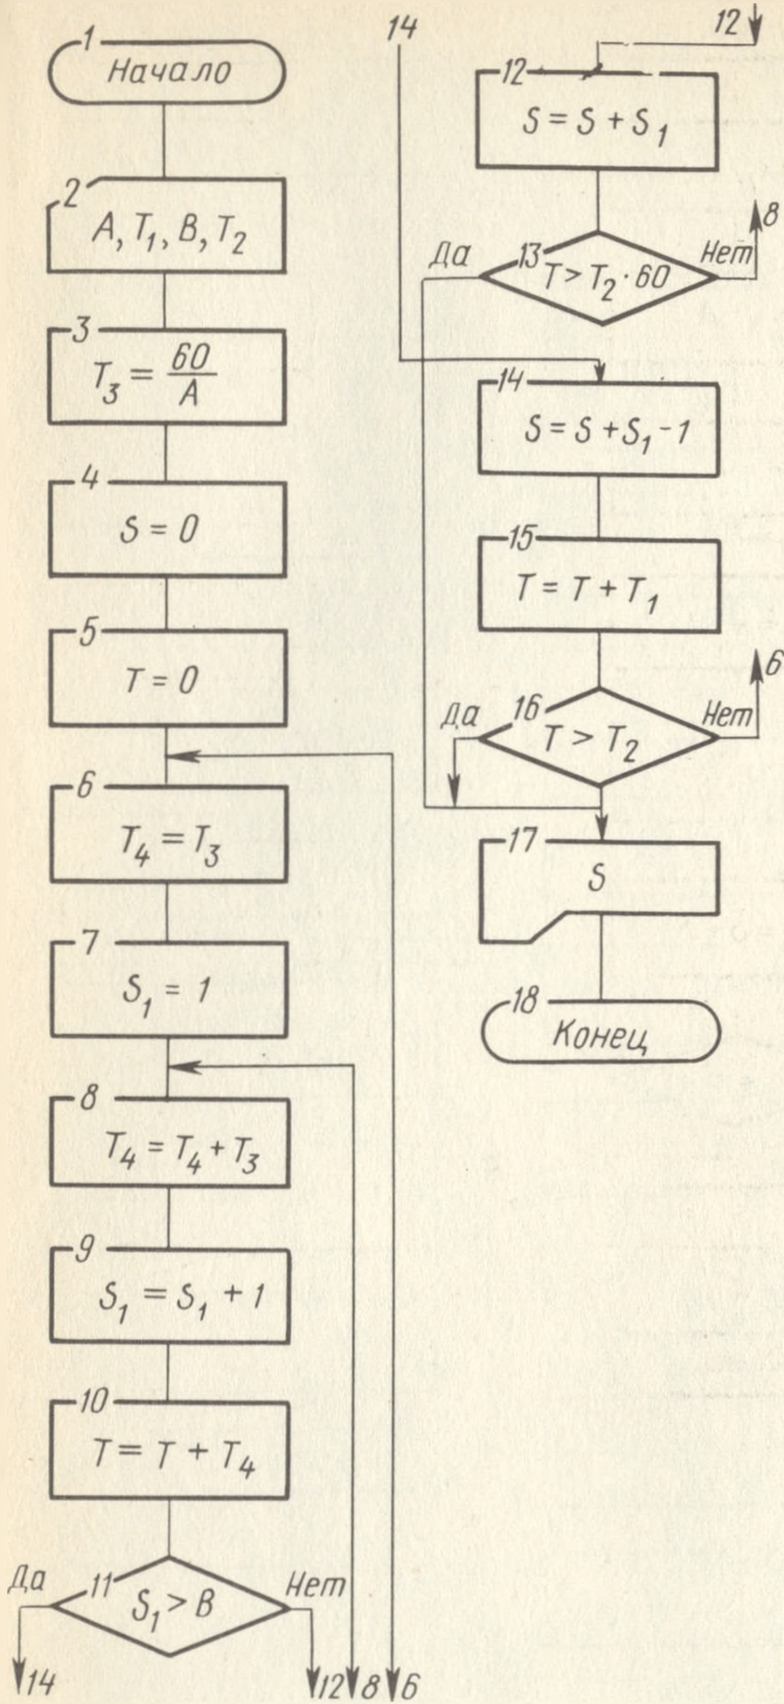 1
Начало
2
A, T₁, B, T₂
3
T₃ = 60/A
4
S = 0
5
T = 0
6
T₄ = T₃
7
S₁ = 1
8
T₄ = T₄ + T₃
9
S₁ = S₁ + 1
10
T = T + T₄
Да 11 S₁ > B Нет
14 12 8 6
14 12
12
S = S + S₁
8
Да 13 T > T₂ · 60 Нет
14
S = S + S₁ - 1
15
T = T + T₁
6
Да 16 T > T₂ Нет
17
S
18
Конец